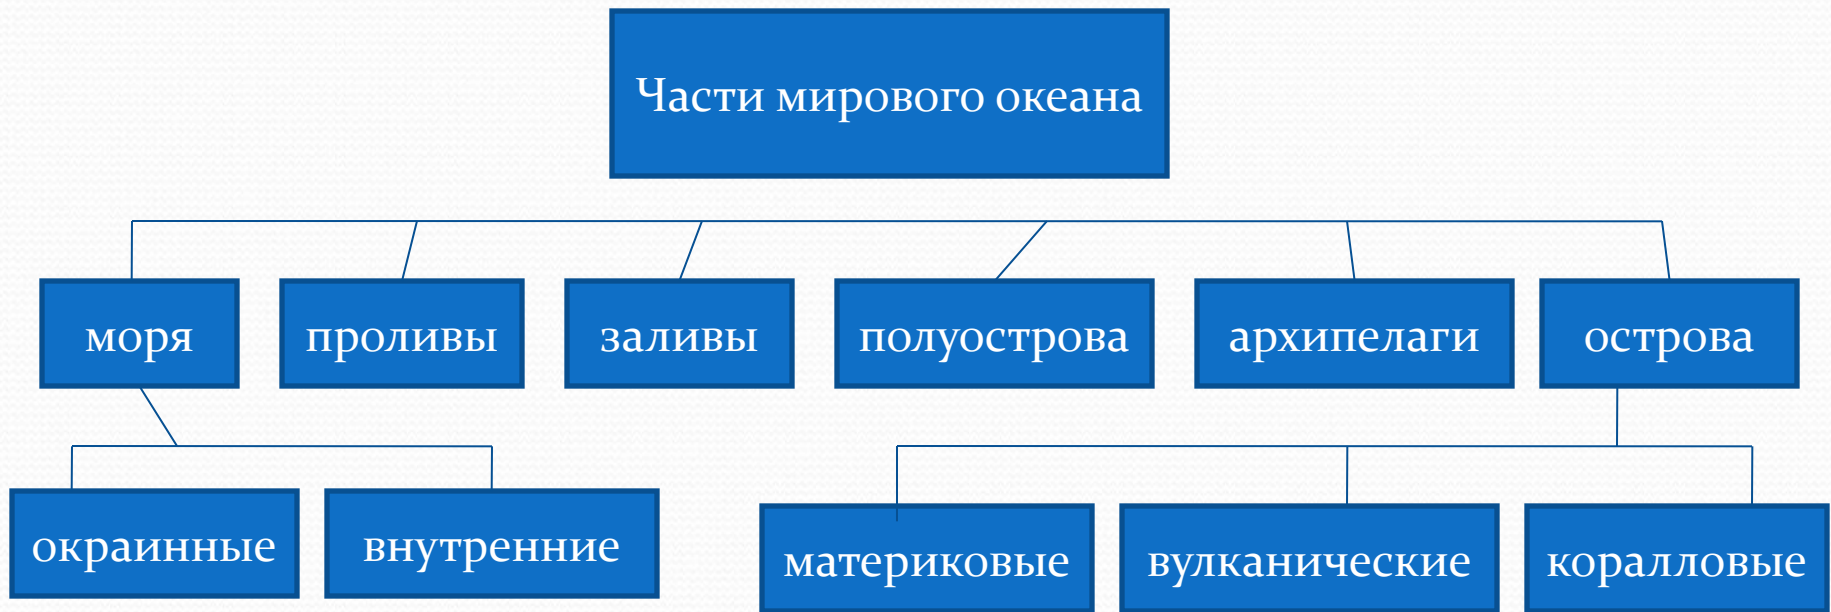 Части мирового океана
моря
проливы
заливы
полуострова
архипелаги
острова
окраинные
внутренние
материковые
вулканические
коралловые